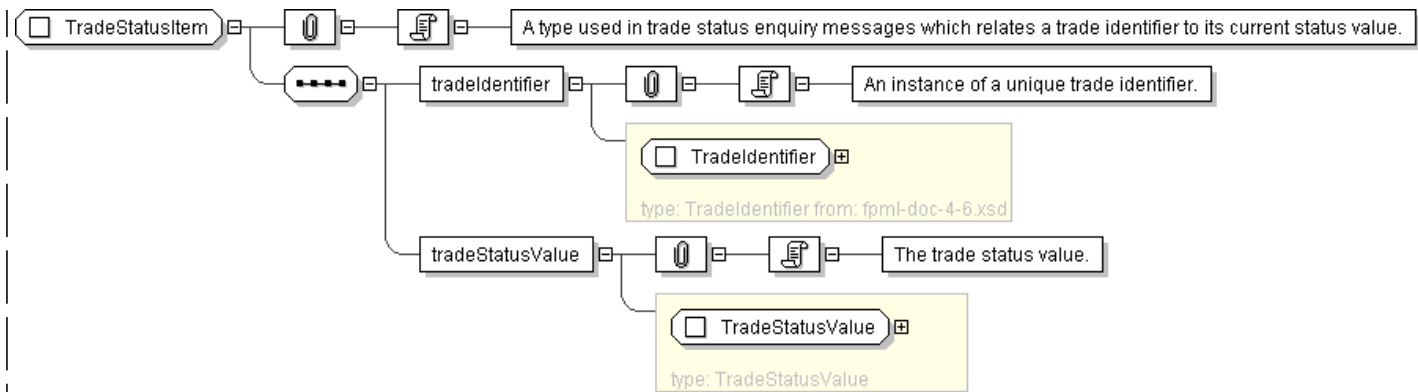 TradeStatusItem
A type used in trade status enquiry messages which relates a trade identifier to its current status value.
tradeIdentifier
An instance of a unique trade identifier.
TradeIdentifier
type: TradeIdentifier from: fpml-doc-4-6.xsd
tradeStatusValue
The trade status value.
TradeStatusValue
type: TradeStatusValue